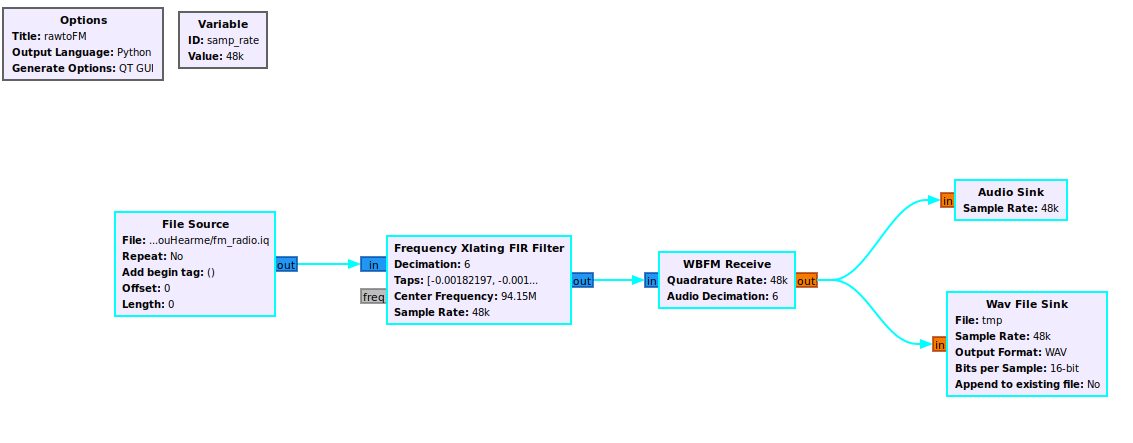 Options
Title: rawtoFM
Output Language: Python
Generate Options: QT GUI
Variable
ID: samp_rate
Value: 48k
File Source
File: ...ouHearme/fm_radio.iq
Repeat: No
Add begin tag: ()
Offset: 0
Length: 0
out
in
freq
Frequency Xlating FIR Filter
Decimation: 6
Taps: [-0.00182197, -0.001...
Center Frequency: 94.15M
Sample Rate: 48k
out
in
WBFM Receive
Quadrature Rate: 48k
Audio Decimation: 6
out
in
Audio Sink
Sample Rate: 48k
in
Wav File Sink
File: tmp
Sample Rate: 48k
Output Format: WAV
Bits per Sample: 16-bit
Append to existing file: No